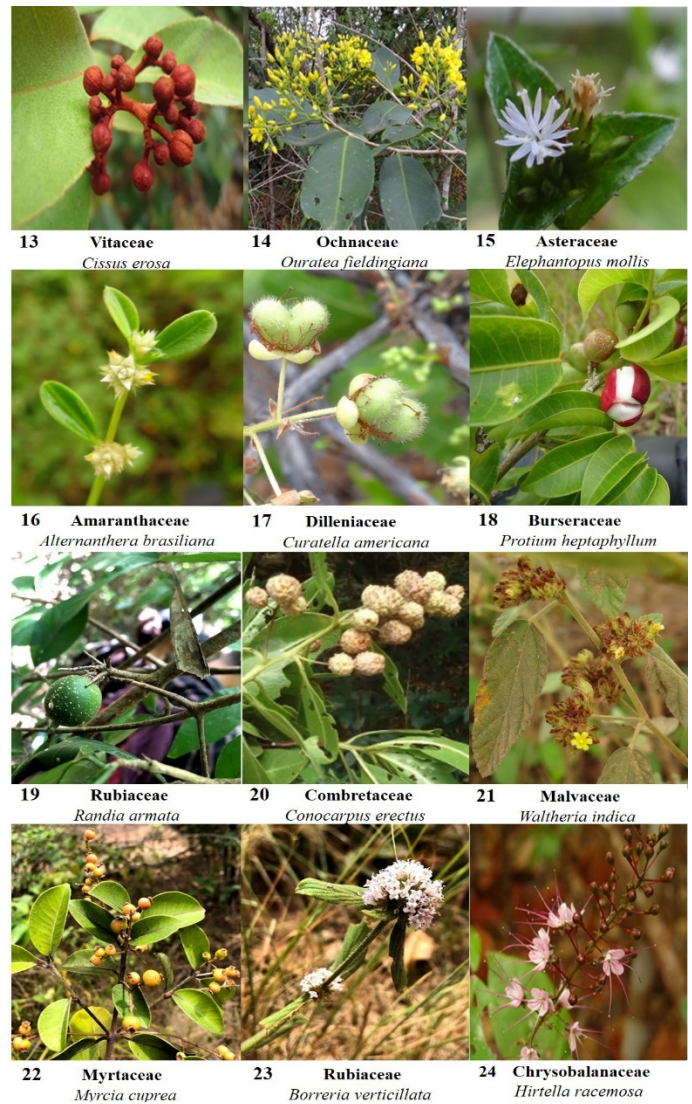 13 Vitaceae
Cissus erosa
14 Ochnaceae
Ouratea fieldingiana
15 Asteraceae
Elephantopus mollis
16 Amaranthaceae
Alternanthera brasiliana
17 Dilleniaceae
Curatella americana
18 Burseraceae
Protium heptaphyllum
19 Rubiaceae
Randia armata
20 Combretaceae
Conocarpus erectus
21 Malvaceae
Waltheria indica
22 Myrtaceae
Myrcia cuprea
23 Rubiaceae
Borreria verticillata
24 Chrysobalanaceae
Hirtella racemosa